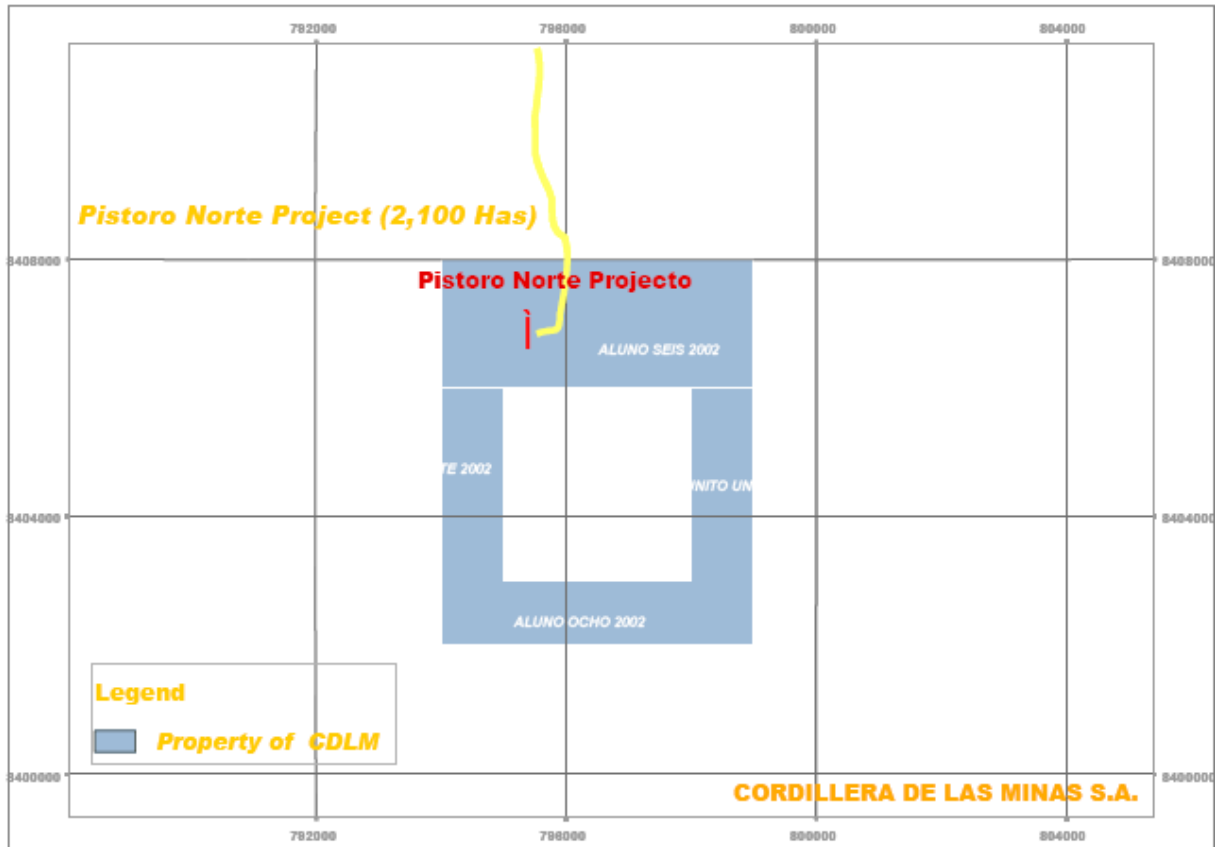 792000 796000 800000 804000
Pistoro Norte Project (2,100 Has)
8408000 8408000
Pistoro Norte Projecto
ALUNO SEIS 2002
TE 2002
NITO UN
8404000 8404000
ALUNO OCHO 2002
Legend
Property of CDLM
8400000 8400000
CORDILLERA DE LAS MINAS S.A.
792000 796000 800000 804000